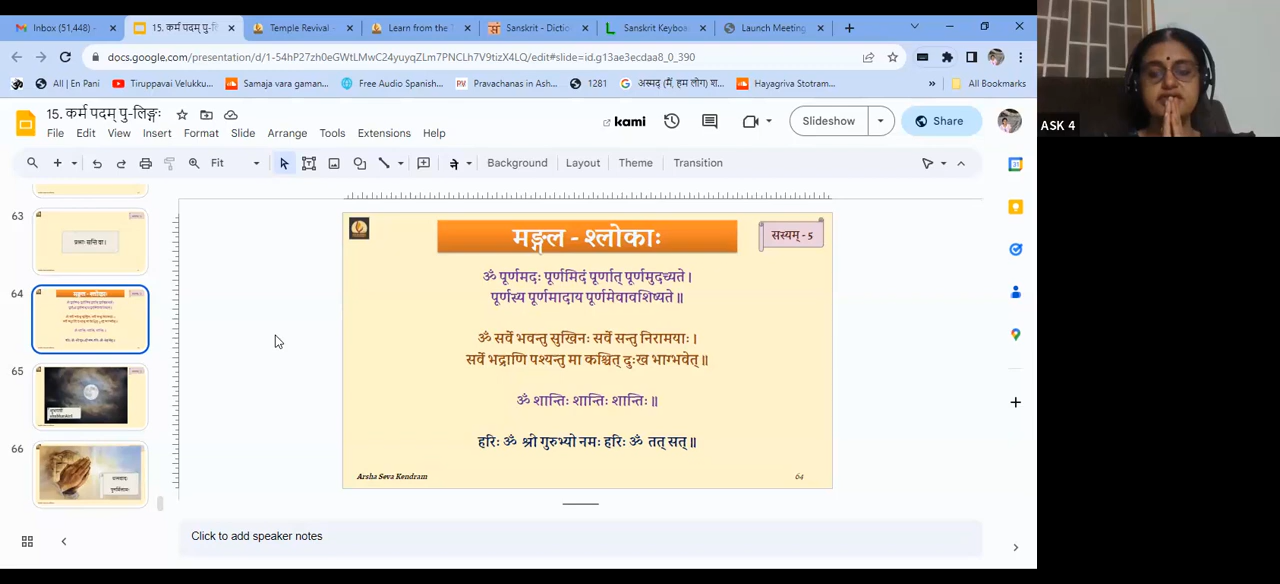 Inbox (51,448) -
15. कर्म पदम् पु-लि
Temple Revival -
Learn from the T
Sanskrit - Dictio
Sanskrit Keyboa
Launch Meeting
docs.google.com/presentation/d/1-54hP27zh0eGWtLMwC24yuyqZLm7PNCLh7V9tizX4LQ/edit#slide=id.g13ae3ecdaa8_0_390
All | En Pani
Tiruppavai Velukku...
Samaja vara gaman...
Free Audio Spanish...
Pravachanas in Ashw...
1281
अस्मद् (मैं, हम लोग) श...
Hayagriva Stotram...
»
All Bookmarks
15. कर्म पदम् पु-लिङ्गः
File Edit View Insert Format Slide Arrange Tools Extensions Help
kami
Slideshow
Share
Fit
Background
Layout
Theme
Transition
63
64
65
66
मङ्गल - श्लोकाः
सस्यम् - 5
ॐ पूर्णमदः पूर्णमिदं पूर्णात् पूर्णमुदच्यते।
पूर्णस्य पूर्णमादाय पूर्णमेवावशिष्यते॥
ॐ सर्वे भवन्तु सुखिनः सर्वे सन्तु निरामयाः।
सर्वे भद्राणि पश्यन्तु मा कश्चित् दुःख भाग्भवेत्॥
ॐ शान्तिः शान्तिः शान्तिः॥
हरिः ॐ श्री गुरुभ्यो नमः हरिः ॐ तत् सत्॥
Arsha Seva Kendram
64
Click to add speaker notes
ASK 4